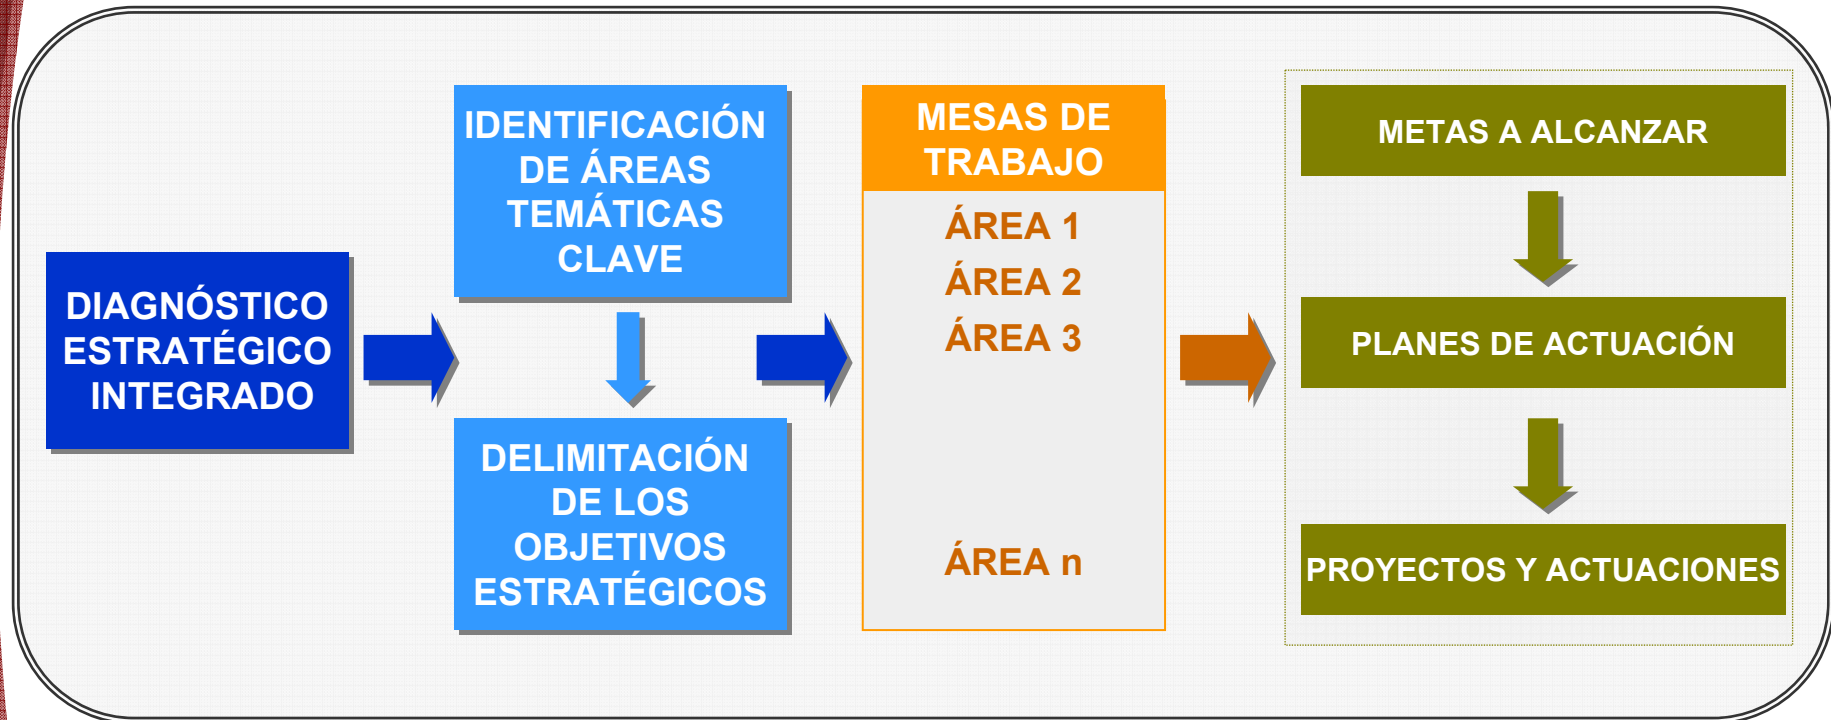 DIAGNÓSTICO
ESTRATÉGICO
INTEGRADO
IDENTIFICACIÓN
DE ÁREAS
TEMÁTICAS
CLAVE
DELIMITACIÓN
DE LOS
OBJETIVOS
ESTRATÉGICOS
MESAS DE
TRABAJO
ÁREA 1
ÁREA 2
ÁREA 3
ÁREA n
METAS A ALCANZAR
PLANES DE ACTUACIÓN
PROYECTOS Y ACTUACIONES